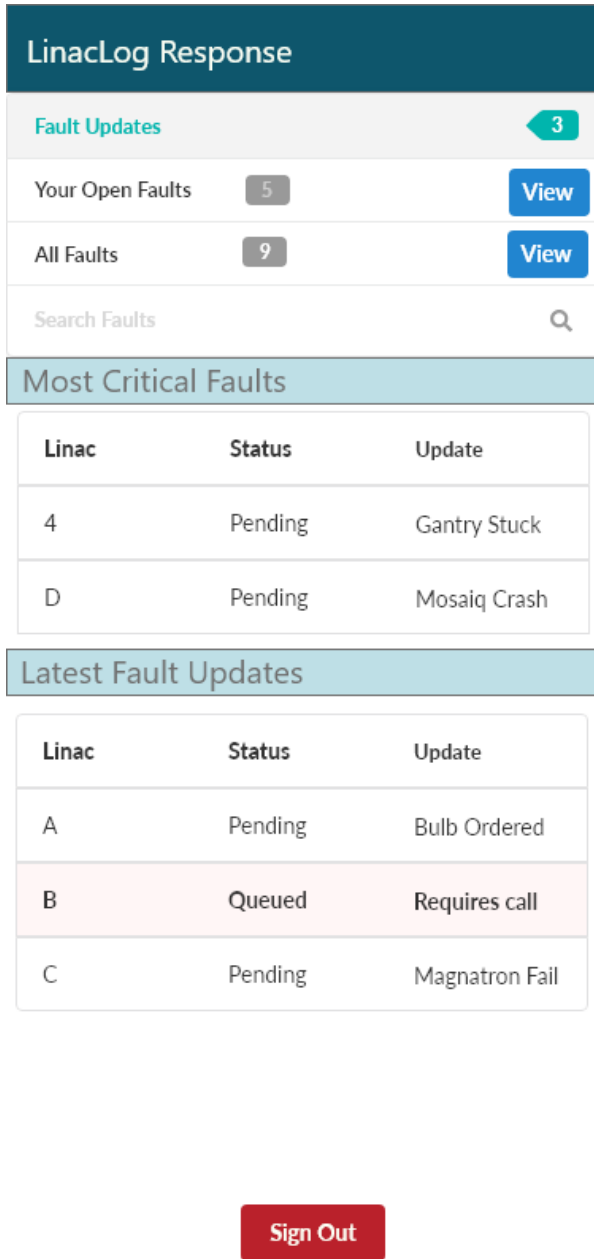 LinacLog Response
Fault Updates 3
Your Open Faults 5 View
All Faults 9 View
Search Faults
Most Critical Faults
Linac Status Update
4 Pending Gantry Stuck
D Pending Mosaiq Crash
Latest Fault Updates
Linac Status Update
A Pending Bulb Ordered
B Queued Requires call
C Pending Magnatron Fail
Sign Out